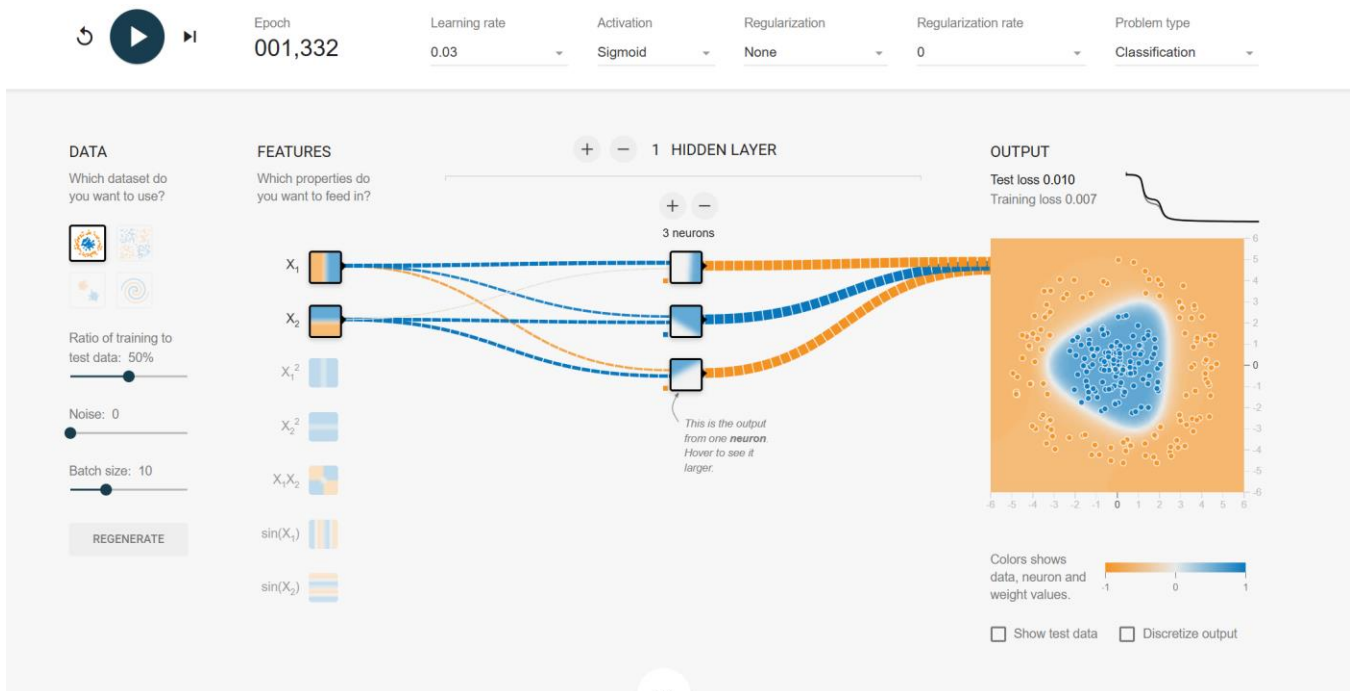 Epoch
001,332
Learning rate
0.03
Activation
Sigmoid
Regularization
None
Regularization rate
0
Problem type
Classification
DATA
Which dataset do
you want to use?
Ratio of training to
test data: 50%
Noise: 0
Batch size: 10
REGENERATE
FEATURES
Which properties do
you want to feed in?
X₁
X₂
X₁²
X₂²
X₁X₂
sin(X₁)
sin(X₂)
+ − 1 HIDDEN LAYER
+ −
3 neurons
This is the output
from one neuron.
Hover to see it
larger.
OUTPUT
Test loss 0.010
Training loss 0.007
6
5
4
3
2
1
0
-1
-2
-3
-4
-5
-6
-6 -5 -4 -3 -2 -1 0 1 2 3 4 5 6
Colors shows
data, neuron and
weight values.
-1 0 1
Show test data
Discretize output